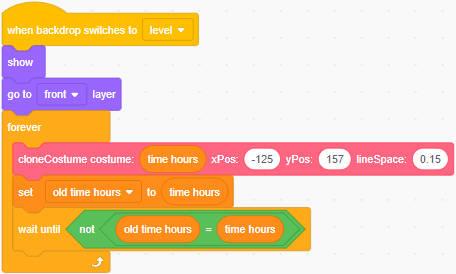 when backdrop switches to level
show
go to front layer
forever
cloneCostume costume: time hours xPos: -125 yPos: 157 lineSpace: 0.15
set old time hours to time hours
wait until not old time hours = time hours